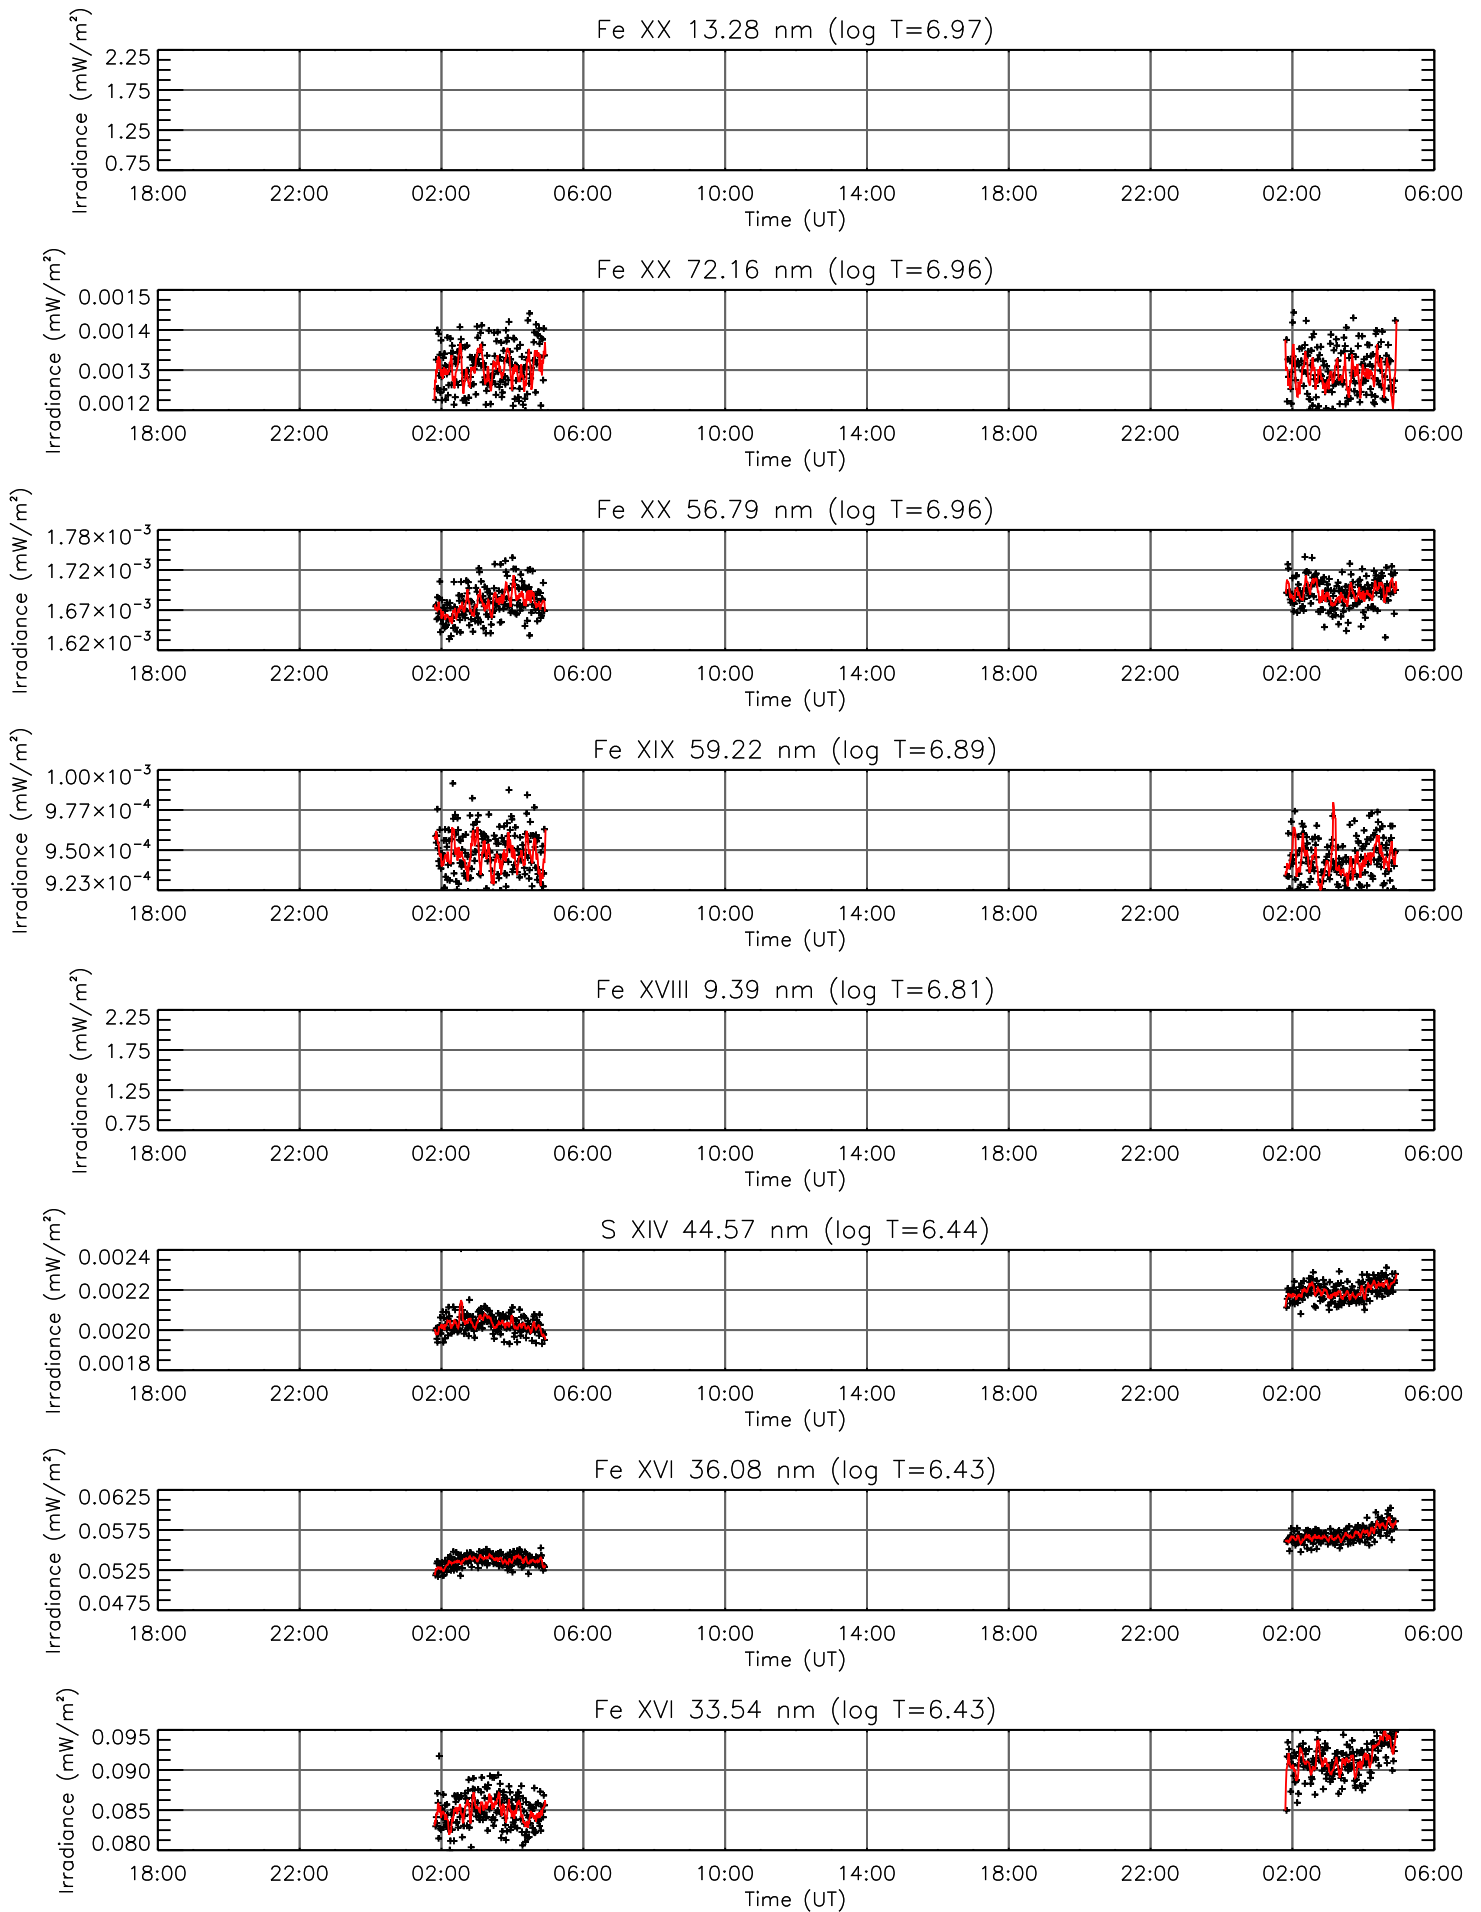 Fe XX 13.28 nm (log T=6.97)
Irradiance (mW/m²)
2.25
1.75
1.25
0.75
18:00 22:00 02:00 06:00 10:00 14:00 18:00 22:00 02:00 06:00
Time (UT)
Fe XX 72.16 nm (log T=6.96)
Irradiance (mW/m²)
0.0015
0.0014
0.0013
0.0012
18:00 22:00 02:00 06:00 10:00 14:00 18:00 22:00 02:00 06:00
Time (UT)
Fe XX 56.79 nm (log T=6.96)
Irradiance (mW/m²)
1.78×10⁻³
1.72×10⁻³
1.67×10⁻³
1.62×10⁻³
18:00 22:00 02:00 06:00 10:00 14:00 18:00 22:00 02:00 06:00
Time (UT)
Fe XIX 59.22 nm (log T=6.89)
Irradiance (mW/m²)
1.00×10⁻³
9.77×10⁻⁴
9.50×10⁻⁴
9.23×10⁻⁴
18:00 22:00 02:00 06:00 10:00 14:00 18:00 22:00 02:00 06:00
Time (UT)
Fe XVIII 9.39 nm (log T=6.81)
Irradiance (mW/m²)
2.25
1.75
1.25
0.75
18:00 22:00 02:00 06:00 10:00 14:00 18:00 22:00 02:00 06:00
Time (UT)
S XIV 44.57 nm (log T=6.44)
Irradiance (mW/m²)
0.0024
0.0022
0.0020
0.0018
18:00 22:00 02:00 06:00 10:00 14:00 18:00 22:00 02:00 06:00
Time (UT)
Fe XVI 36.08 nm (log T=6.43)
Irradiance (mW/m²)
0.0625
0.0575
0.0525
0.0475
18:00 22:00 02:00 06:00 10:00 14:00 18:00 22:00 02:00 06:00
Time (UT)
Fe XVI 33.54 nm (log T=6.43)
Irradiance (mW/m²)
0.095
0.090
0.085
0.080
18:00 22:00 02:00 06:00 10:00 14:00 18:00 22:00 02:00 06:00
Time (UT)